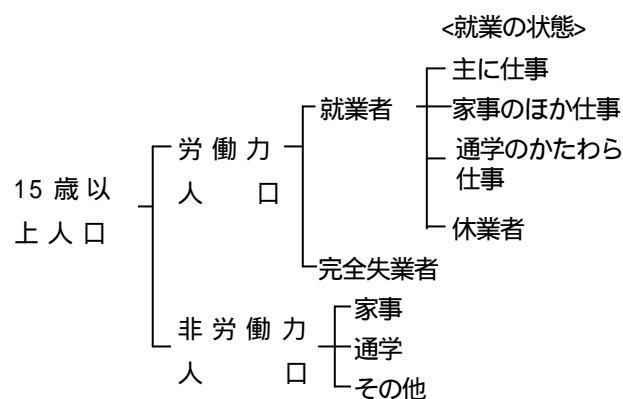 <就業の状態>
主に仕事
就業者
家事のほか仕事
労働力
人口
通学のかたわら
仕事
15歳以
上人口
休業者
完全失業者
家事
非労働力
人口
通学
その他